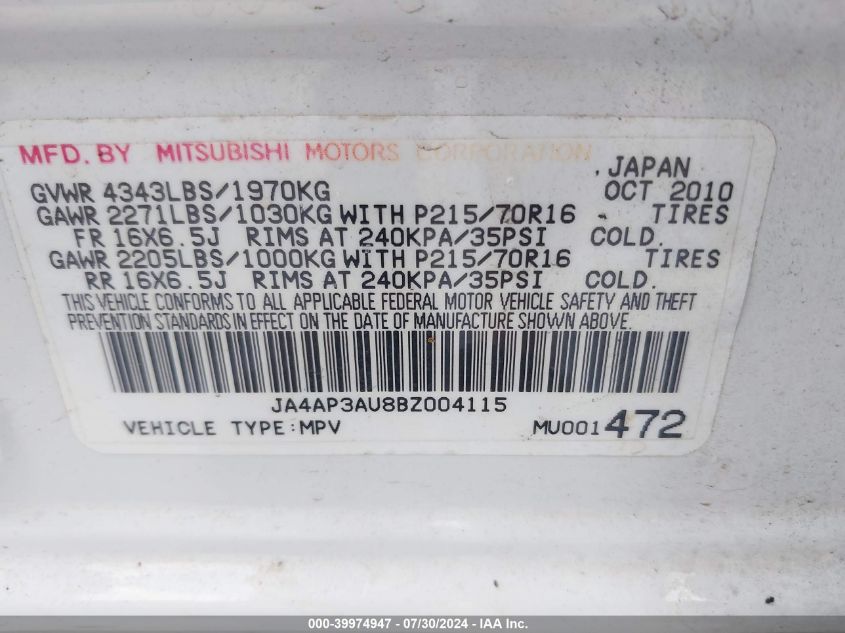 MFD. BY MITSUBISHI MOTORS CORPORATION
. JAPAN
GVWR 4343LBS/1970KG OCT 2010
GAWR 2271LBS/1030KG WITH P215/70R16 - TIRES
FR 16X6.5J RIMS AT 240KPA/35PSI COLD.
GAWR 2205LBS/1000KG WITH P215/70R16 TIRES
RR 16X6.5J RIMS AT 240KPA/35PSI COLD.
THIS VEHICLE CONFORMS TO ALL APPLICABLE FEDERAL MOTOR VEHICLE SAFETY AND THEFT
PREVENTION STANDARDS IN EFFECT ON THE DATE OF MANUFACTURE SHOWN ABOVE.
JA4AP3AU8BZ004115
VEHICLE TYPE:MPV MU001472
000-39974947 - 07/30/2024 - IAA Inc.